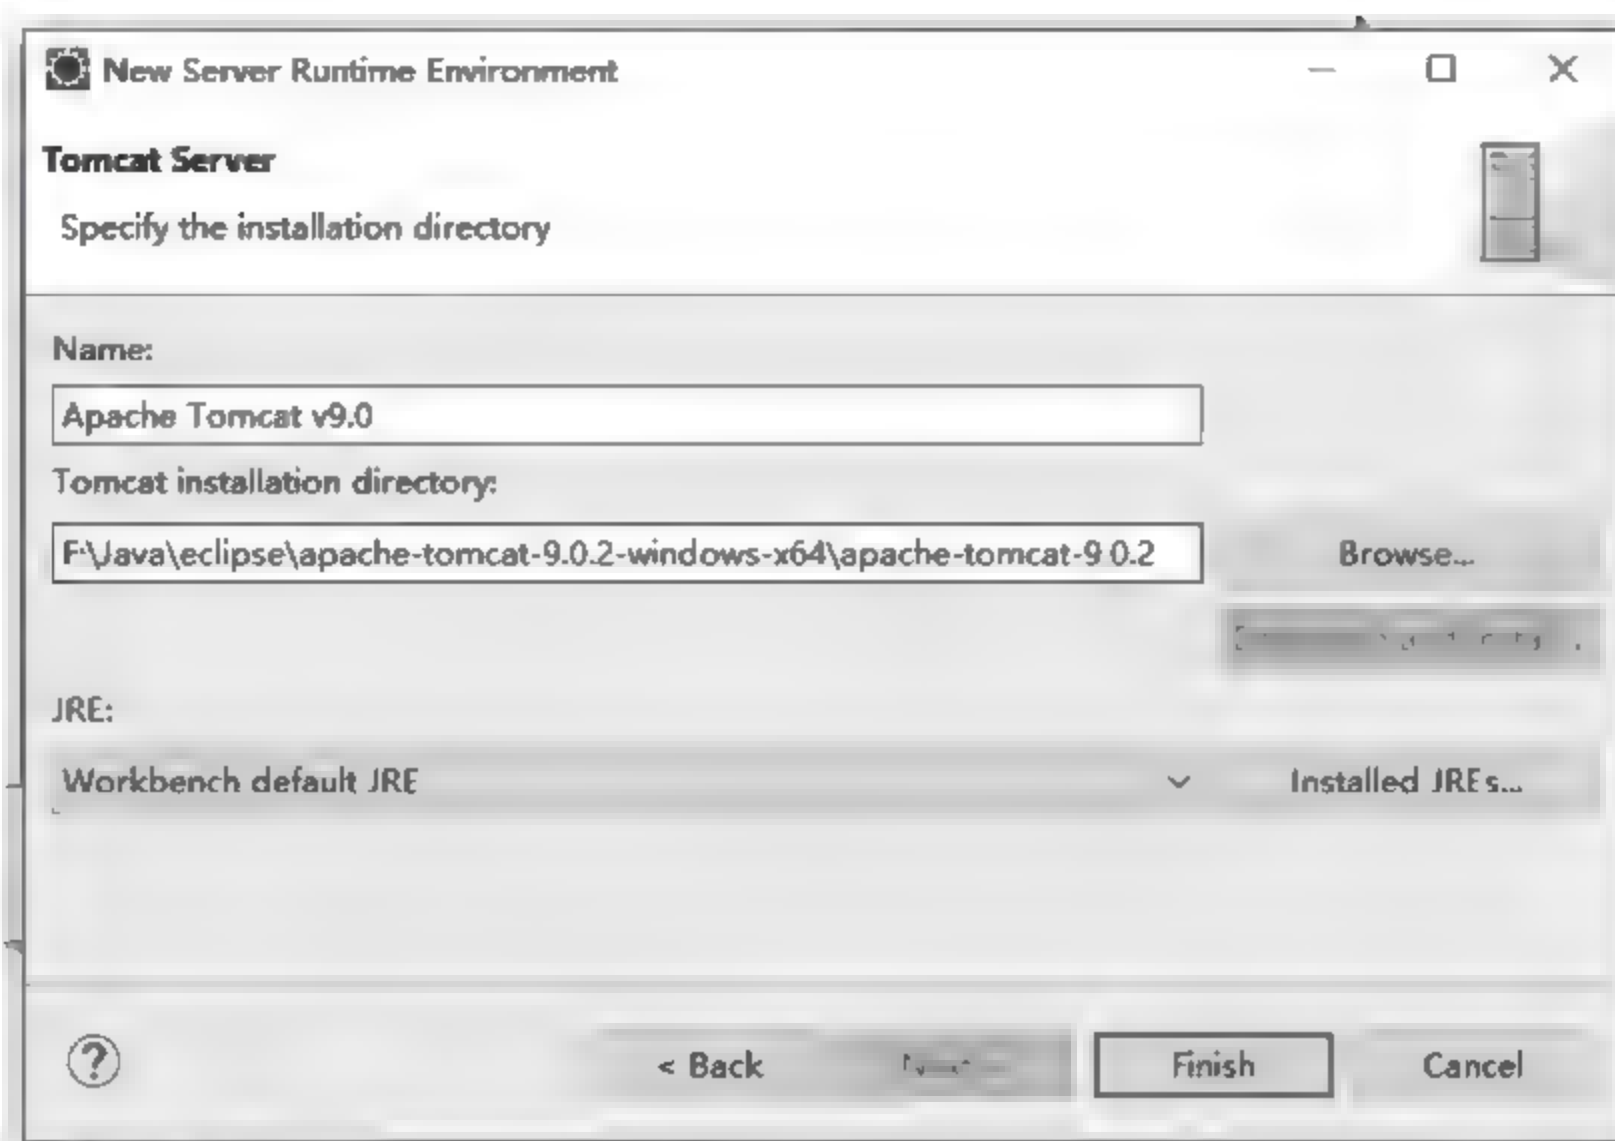 New Server Runtime Environment
Tomcat Server
Specify the installation directory
Name:
Apache Tomcat v9.0
Tomcat installation directory:
F:\Java\eclipse\apache-tomcat-9.0.2-windows-x64\apache-tomcat-9.0.2
Browse...
JRE:
Workbench default JRE
Installed JREs...
< Back
Finish
Cancel